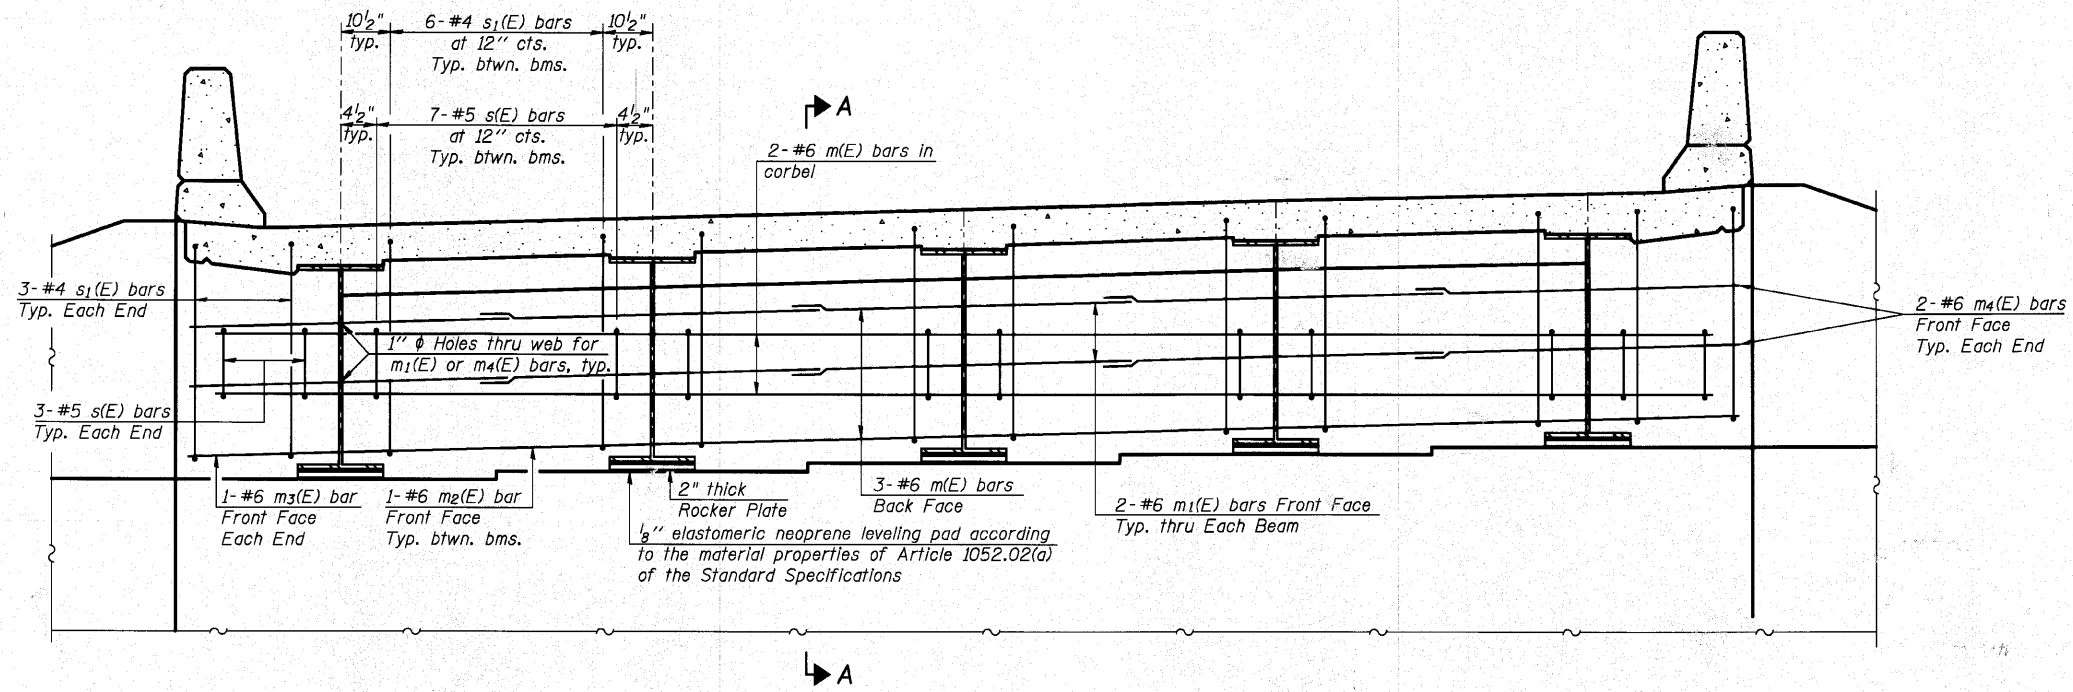 10½"
typ.
6-#4 s1(E) bars
at 12" cts.
Typ. btwn. bms.
10½"
typ.
4½"
typ.
7-#5 s(E) bars
at 12" cts.
Typ. btwn. bms.
4½"
typ.
A
2-#6 m(E) bars in
corbel
3-#4 s1(E) bars
Typ. Each End
1" ϕ Holes thru web for
m1(E) or m4(E) bars, typ.
2-#6 m4(E) bars
Front Face
Typ. Each End
3-#5 s(E) bars
Typ. Each End
1-#6 m3(E) bar
Front Face
Each End
1-#6 m2(E) bar
Front Face
Typ. btwn. bms.
2" thick
Rocker Plate
3-#6 m(E) bars
Back Face
2-#6 m1(E) bars Front Face
Typ. thru Each Beam
⅛" elastomeric neoprene leveling pad according
to the material properties of Article 1052.02(a)
of the Standard Specifications
A